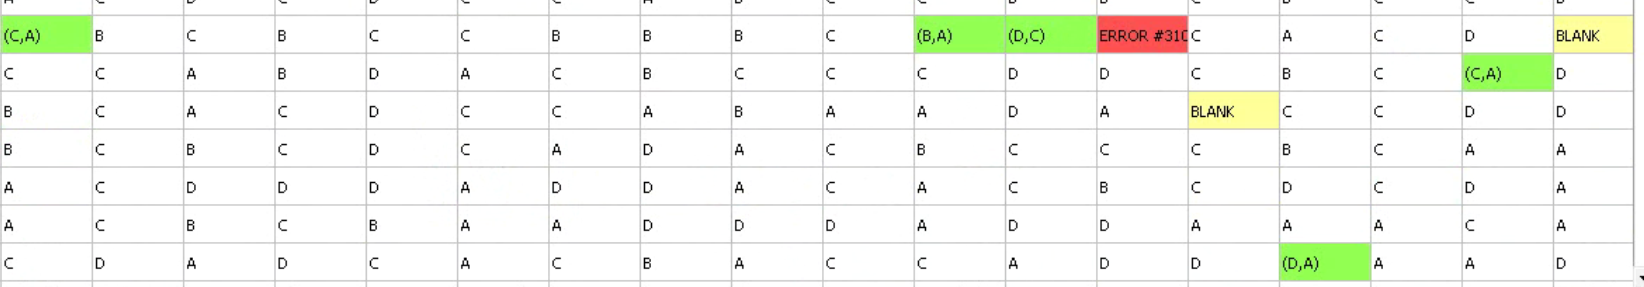 (C,A) B C B C C B B B C (B,A) (D,C) ERROR #310 C A C D BLANK
C C A B D A C B C C C D D C B C (C,A) D
B C A C D C C A B A A D A BLANK C C D D
B C B C D C A D A C B C C C B C A A
A C D D D A D D A C A C B C D C D A
A C B C B A A D D D A D D A A A C A
C D A D C A C B A C C A D D (D,A) A A D